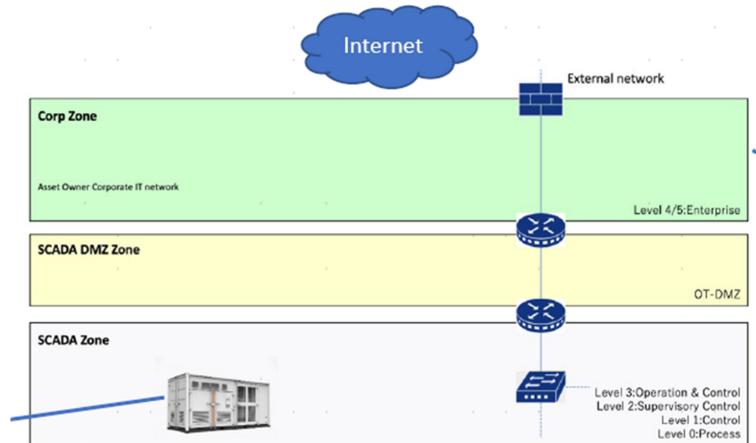 Internet
External network
Corp Zone
Asset Owner Corporate IT network
Level 4/5:Enterprise
SCADA DMZ Zone
OT-DMZ
SCADA Zone
Level 3:Operation & Control
Level 2:Supervisory Control
Level 1:Control
Level 0:Process